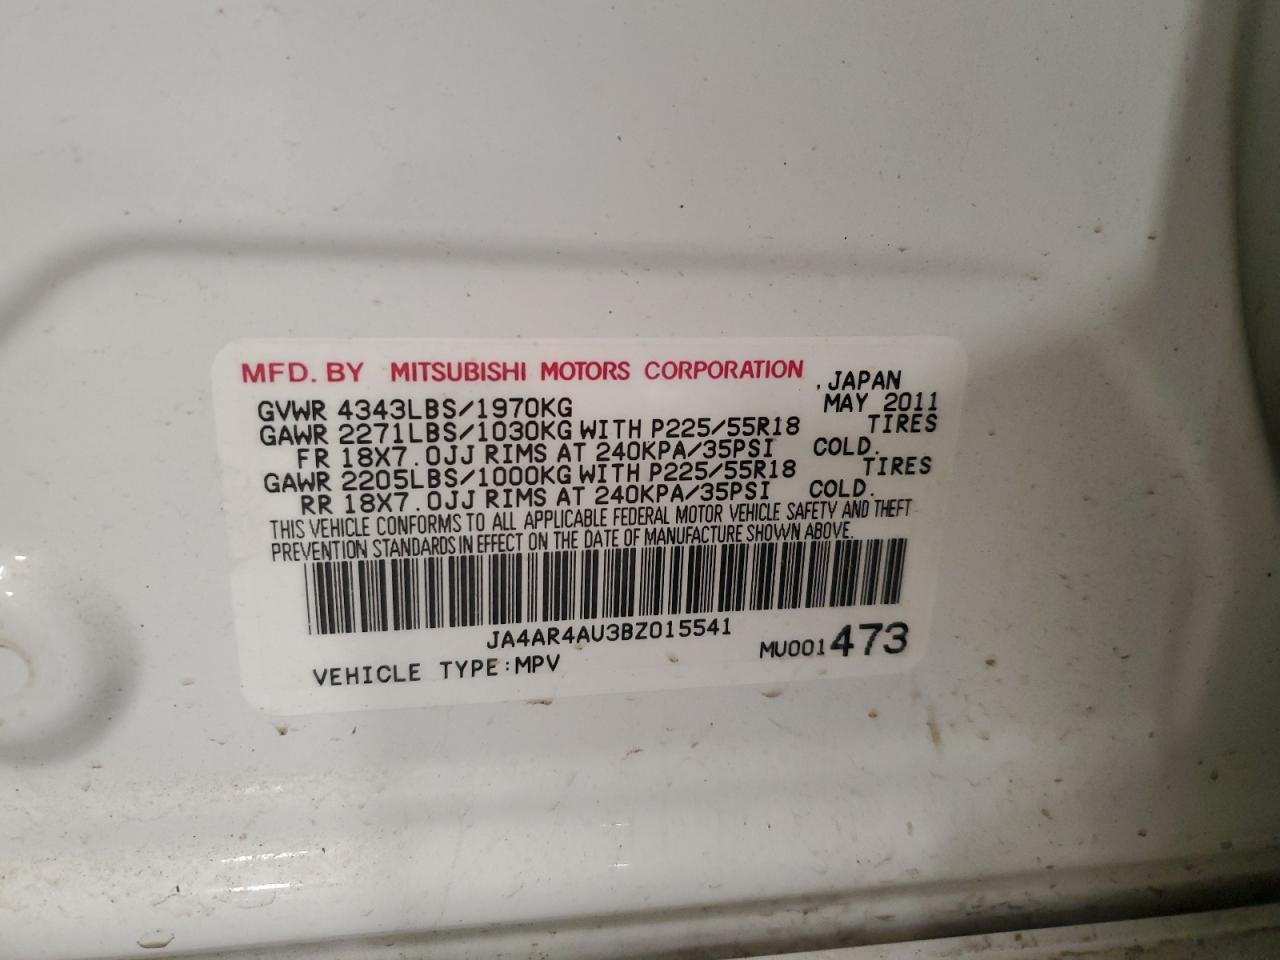 MFD. BY MITSUBISHI MOTORS CORPORATION , JAPAN
GVWR 4343LBS/1970KG MAY 2011
GAWR 2271LBS/1030KG WITH P225/55R18 TIRES
FR 18X7.0JJ RIMS AT 240KPA/35PSI COLD.
GAWR 2205LBS/1000KG WITH P225/55R18 TIRES
RR 18X7.0JJ RIMS AT 240KPA/35PSI COLD.
THIS VEHICLE CONFORMS TO ALL APPLICABLE FEDERAL MOTOR VEHICLE SAFETY AND THEFT
PREVENTION STANDARDS IN EFFECT ON THE DATE OF MANUFACTURE SHOWN ABOVE.
JA4AR4AU3BZ015541
MU001473
VEHICLE TYPE:MPV